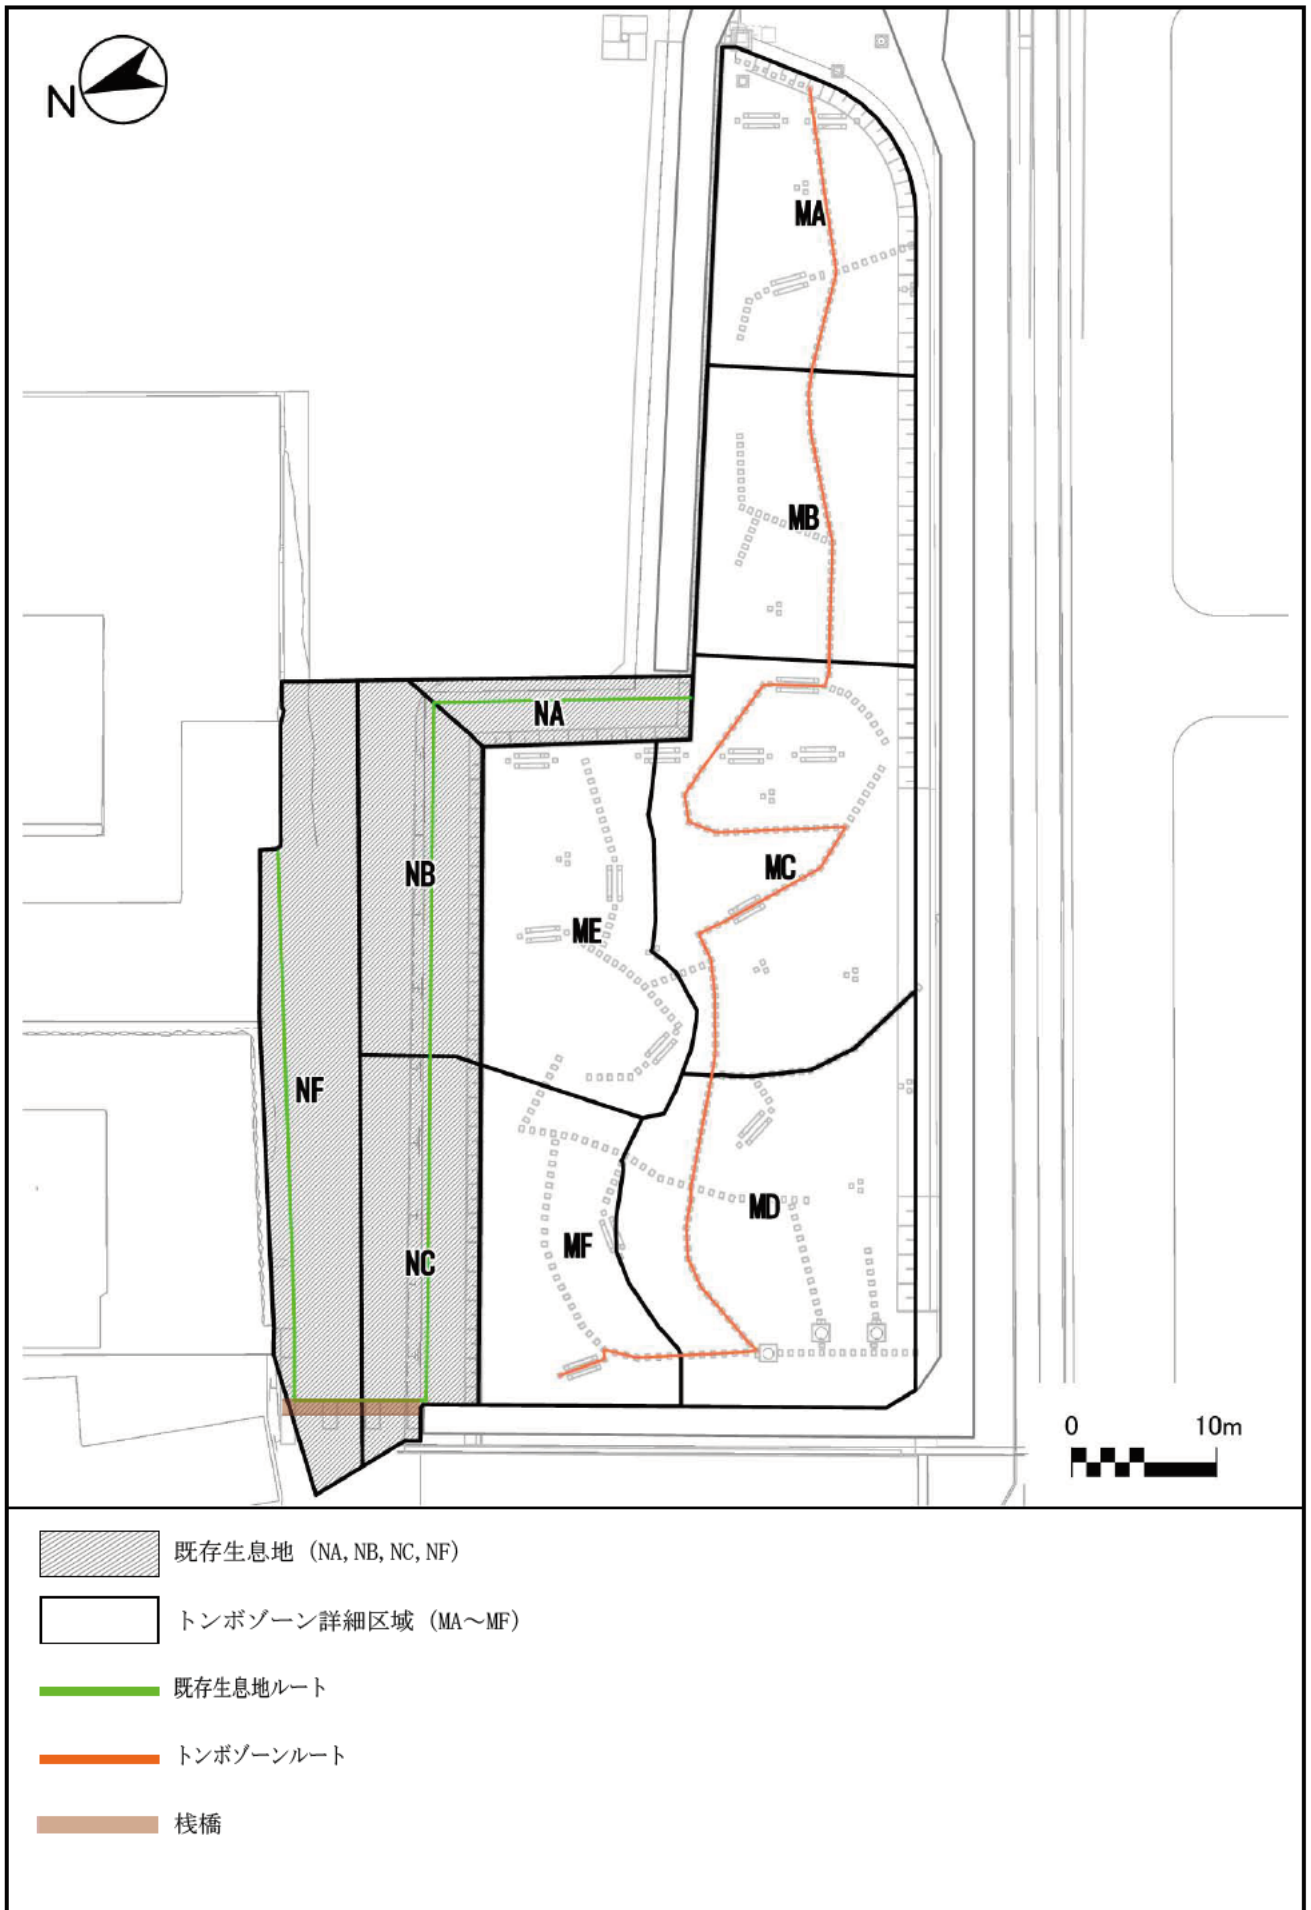 N
MA
MB
NA
MC
NB
ME
NF
MD
MF
NC
0 10m
既存生息地 (NA, NB, NC, NF)
トンボゾーン詳細区域 (MA～MF)
既存生息地ルート
トンボゾーンルート
桟橋